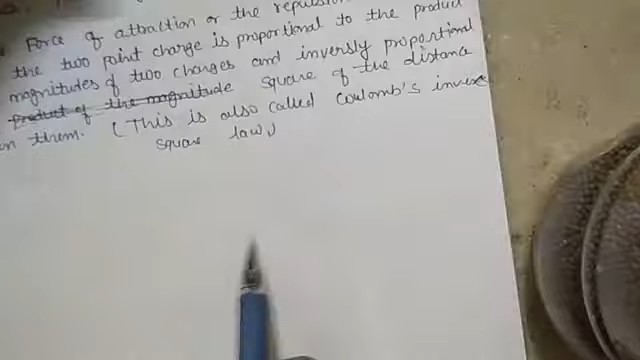 Force of attraction or the repulsion
the two point charge is proportional to the product
magnitudes of two charges and inversly proportional
product of the magnitude square of the distance
them. (This is also called Coulomb's inverse
square law)